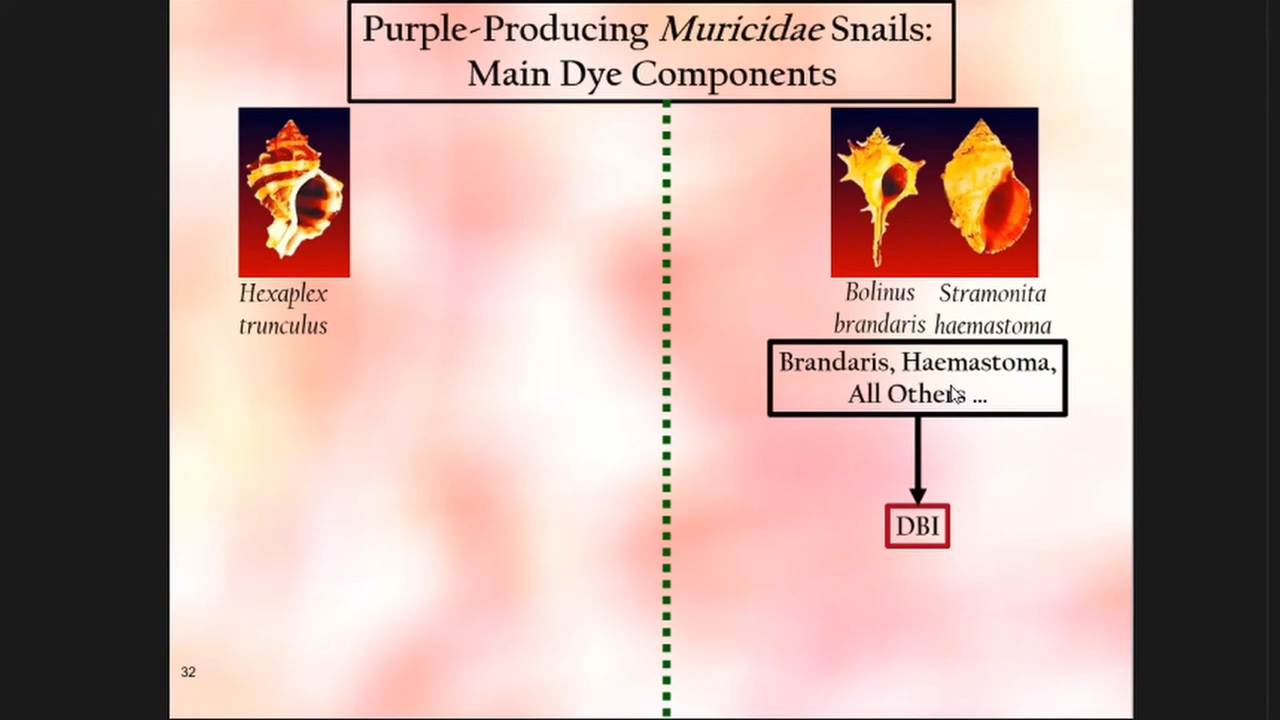 Purple-Producing Muricidae Snails:
Main Dye Components
Hexaplex
trunculus
Bolinus
brandaris
Stramonita
haemastoma
Brandaris, Haemastoma,
All Others ...
DBI
32